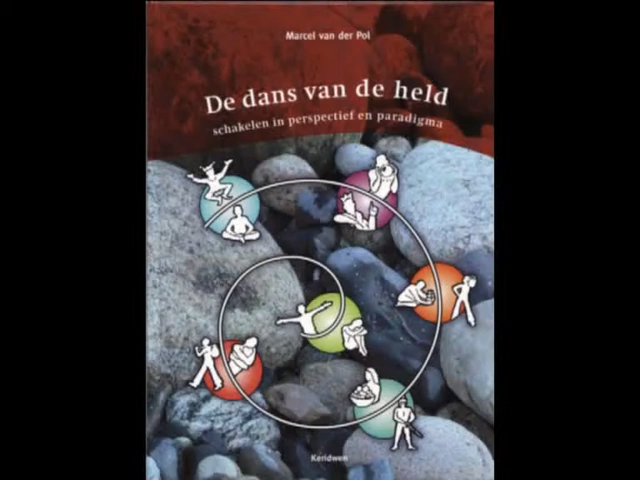 Marcel van der Pol
De dans van de held
schakelen in perspectief en paradigma
Keridwen